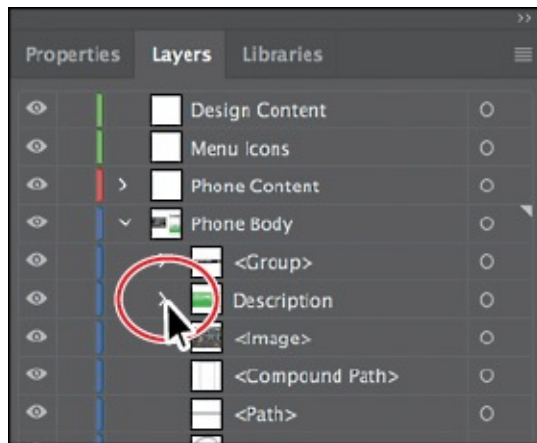 Properties Layers Libraries
Design Content
Menu Icons
Phone Content
Phone Body
<Group>
Description
<Image>
<Compound Path>
<Path>